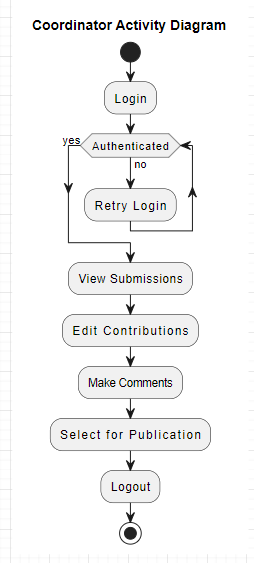 Coordinator Activity Diagram
Login
yes
Authenticated
no
Retry Login
View Submissions
Edit Contributions
Make Comments
Select for Publication
Logout